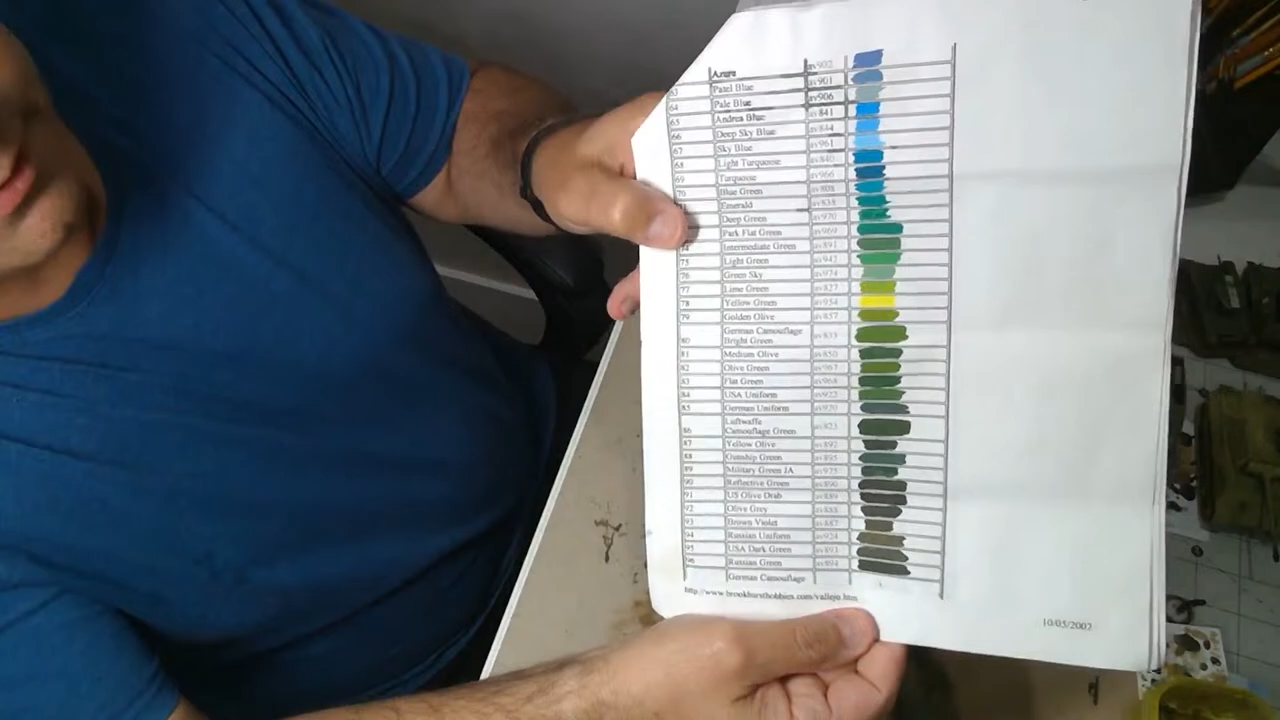 Azure av902
63 Patel Blue av901
64 Pale Blue av906
65 Andrea Blue av841
66 Deep Sky Blue av844
67 Sky Blue av961
68 Light Turquoise av840
69 Turquoise av966
70 Blue Green av808
Emerald av838
Deep Green av970
Park Flat Green av969
74 Intermediate Green av891
75 Light Green av942
76 Green Sky av974
77 Lime Green av827
78 Yellow Green av954
79 Golden Olive av857
German Camouflage
80 Bright Green av833
81 Medium Olive av850
82 Olive Green av967
83 Flat Green av968
84 USA Uniform av922
85 German Uniform av920
Luftwaffe
86 Camouflage Green av823
87 Yellow Olive av892
88 Gunship Green av895
89 Military Green JA av975
90 Reflective Green av890
91 US Olive Drab av889
92 Olive Grey av888
93 Brown Violet av887
94 Russian Uniform av924
95 USA Dark Green av893
96 Russian Green av894
German Camouflage
http://www.brookhursthobbies.com/vallejo.htm
10/05/2002